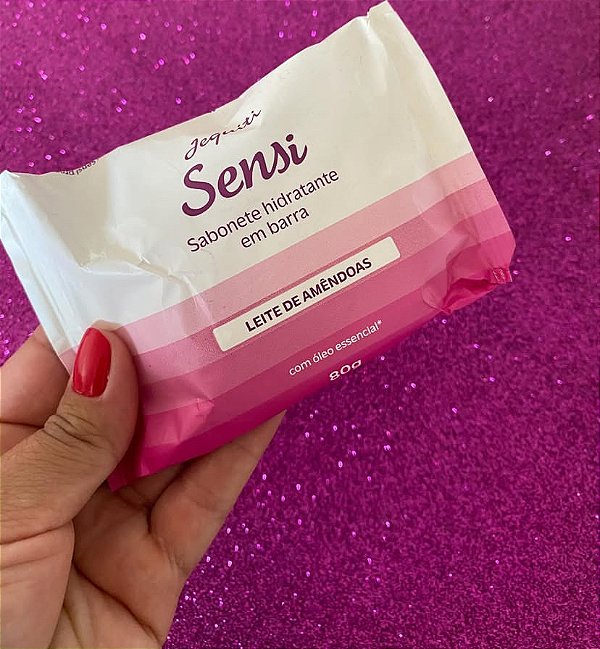 Jequiti
Sensi
Sabonete hidratante
em barra
LEITE DE AMÊNDOAS
com óleo essencial*
80g